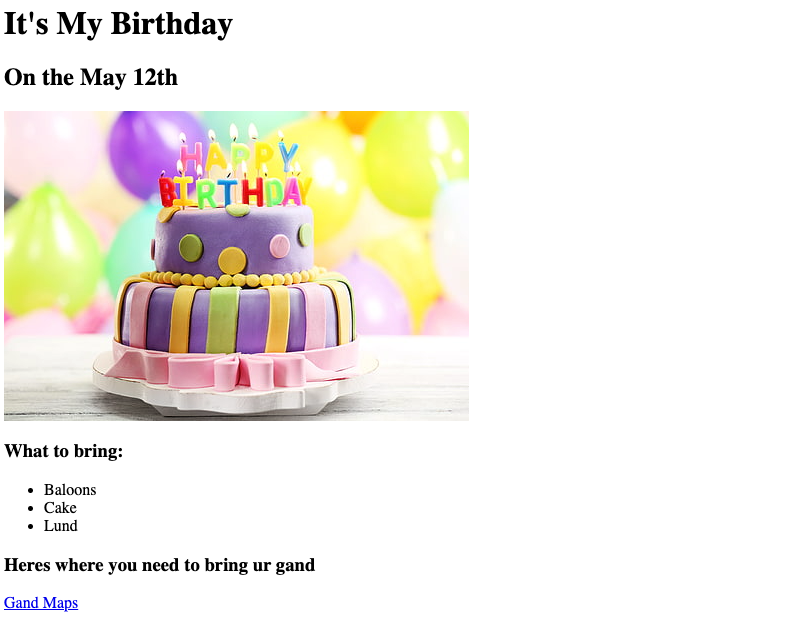 It's My Birthday
On the May 12th
HAPPY
BIRTHDAY
What to bring:
Baloons
Cake
Lund
Heres where you need to bring ur gand
Gand Maps